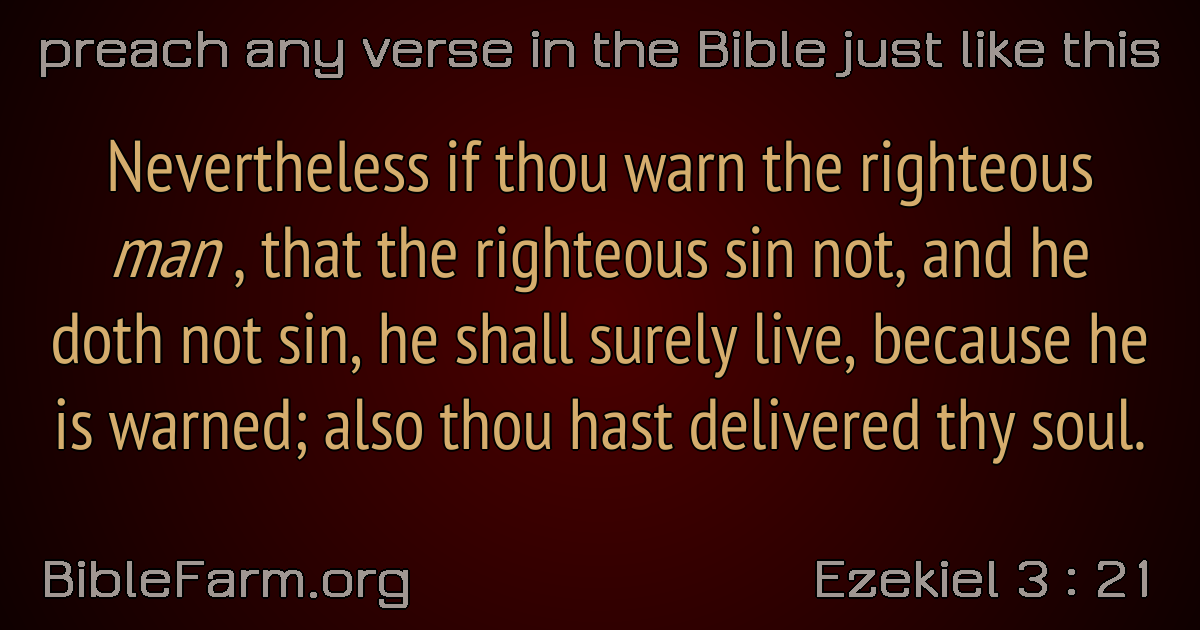 preach any verse in the Bible just like this
Nevertheless if thou warn the righteous
man , that the righteous sin not, and he
doth not sin, he shall surely live, because he
is warned; also thou hast delivered thy soul.
BibleFarm.org
Ezekiel 3 : 21